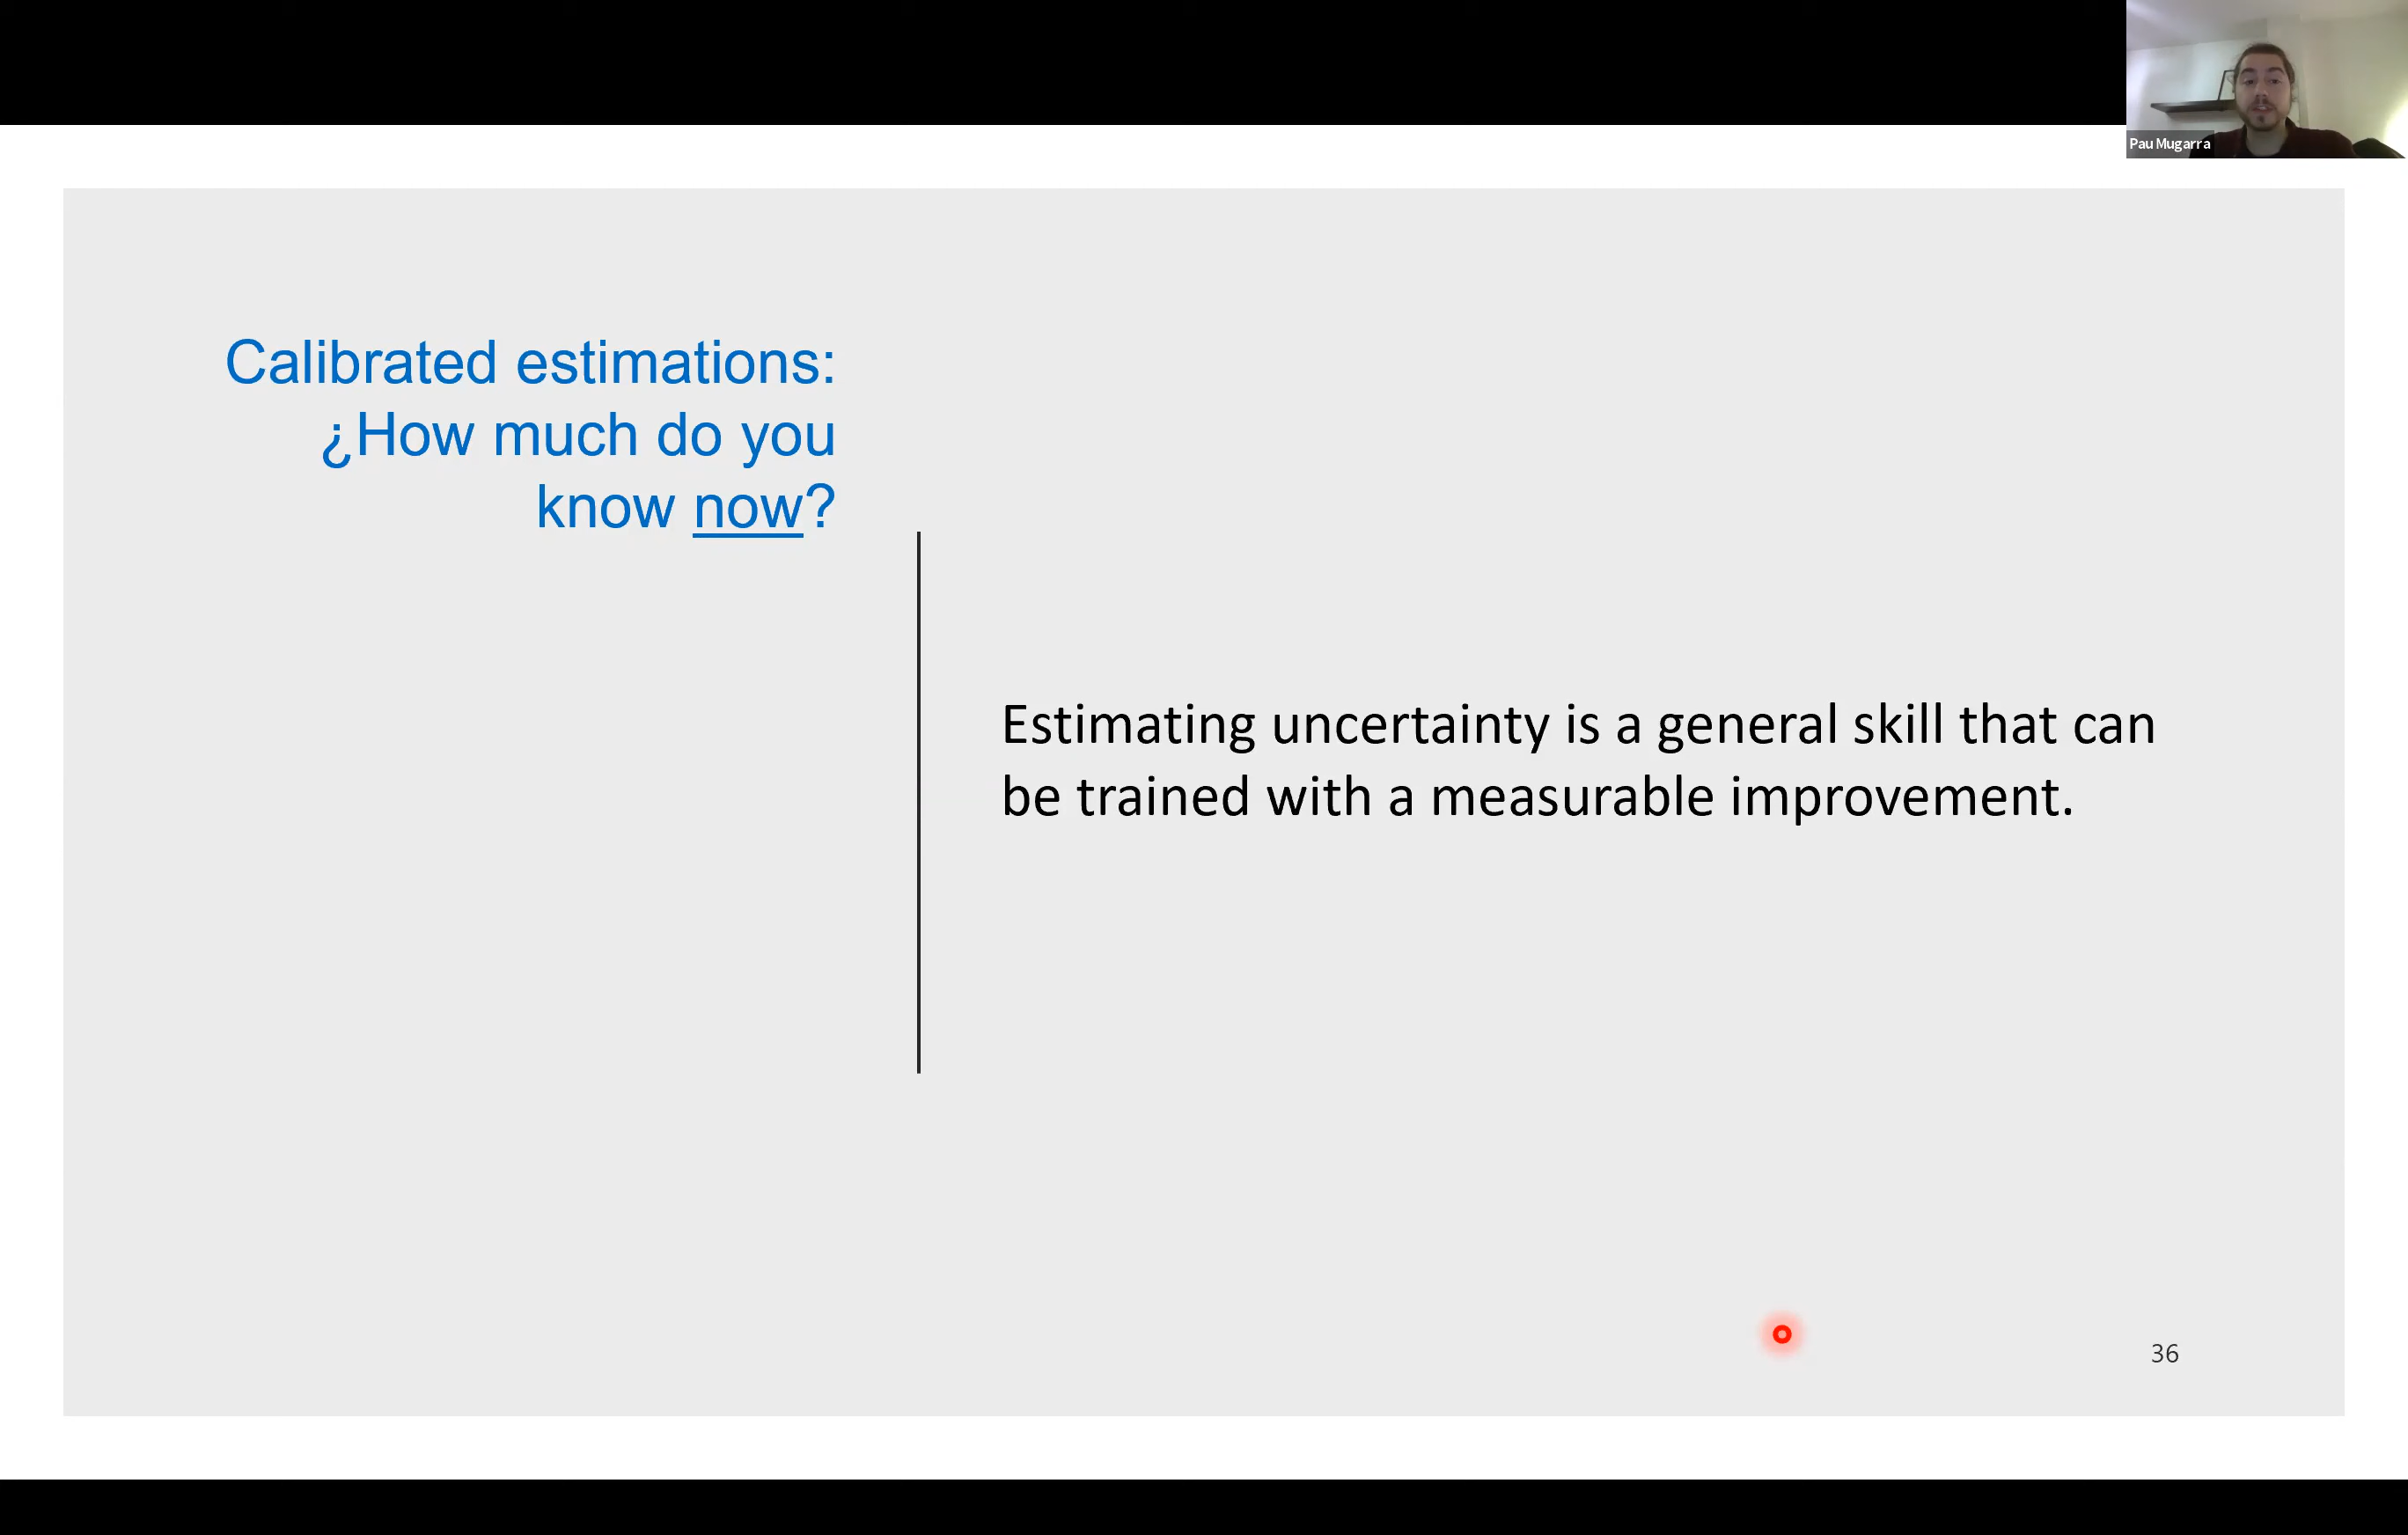 Pau Mugarra
Calibrated estimations:
¿How much do you
know now?
Estimating uncertainty is a general skill that can
be trained with a measurable improvement.
36